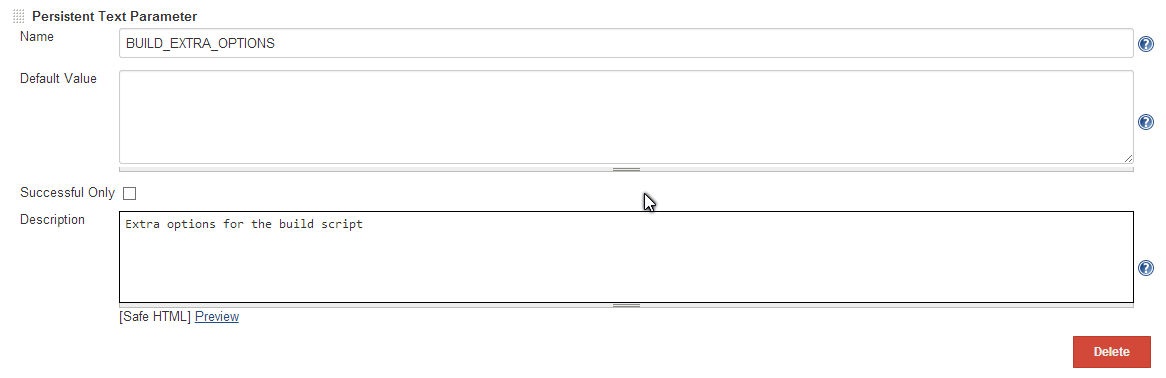 Persistent Text Parameter
Name
BUILD_EXTRA_OPTIONS
Default Value
Successful Only
Description
Extra options for the build script
[Safe HTML] Preview
Delete